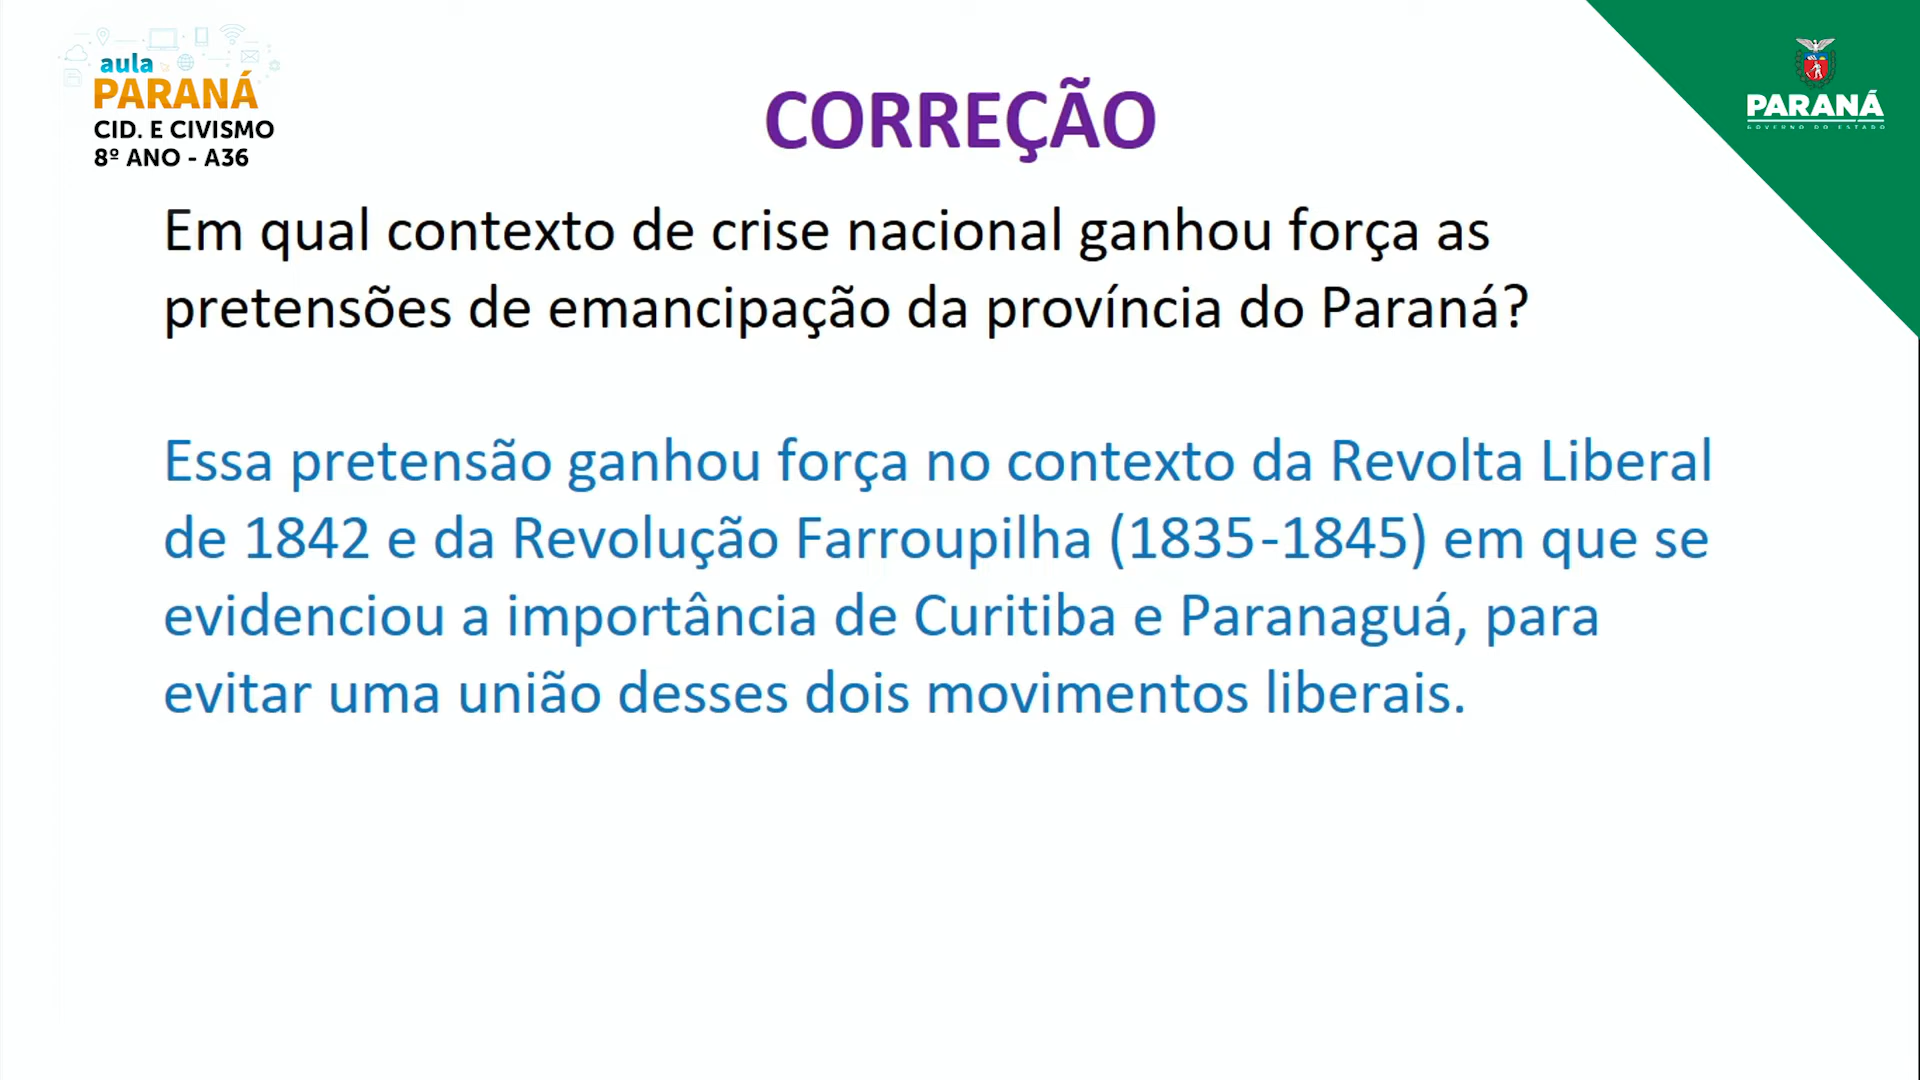 aula
PARANÁ
CID. E CIVISMO
8º ANO - A36
PARANÁ
GOVERNO DO ESTADO
CORREÇÃO
Em qual contexto de crise nacional ganhou força as
pretensões de emancipação da província do Paraná?
Essa pretensão ganhou força no contexto da Revolta Liberal
de 1842 e da Revolução Farroupilha (1835-1845) em que se
evidenciou a importância de Curitiba e Paranaguá, para
evitar uma união desses dois movimentos liberais.